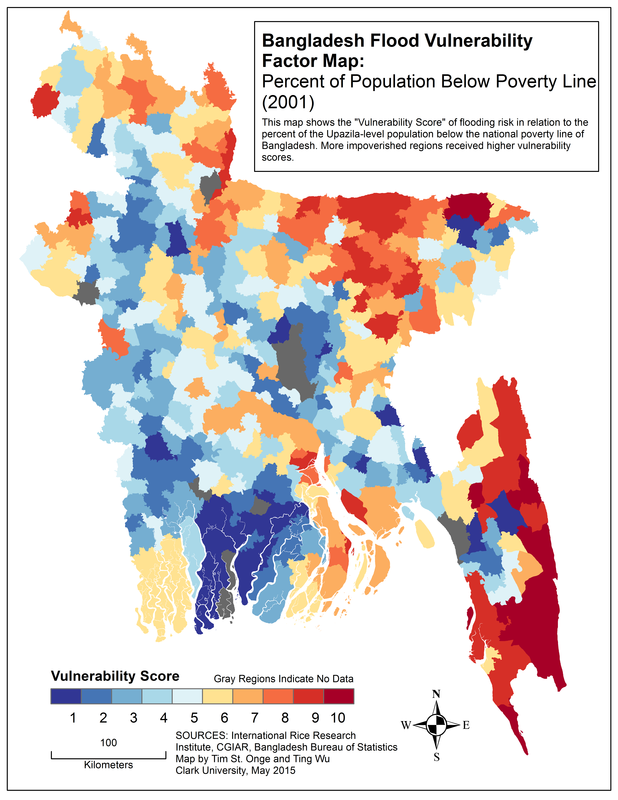 Bangladesh Flood Vulnerability
Factor Map:
Percent of Population Below Poverty Line
(2001)
This map shows the "Vulnerability Score" of flooding risk in relation to the
percent of the Upazila-level population below the national poverty line of
Bangladesh. More impoverished regions received higher vulnerability
scores.
Vulnerability Score
Gray Regions Indicate No Data
1 2 3 4 5 6 7 8 9 10
100
Kilometers
SOURCES: International Rice Research
Institute, CGIAR, Bangladesh Bureau of Statistics
Map by Tim St. Onge and Ting Wu
Clark University, May 2015
N
W E
S